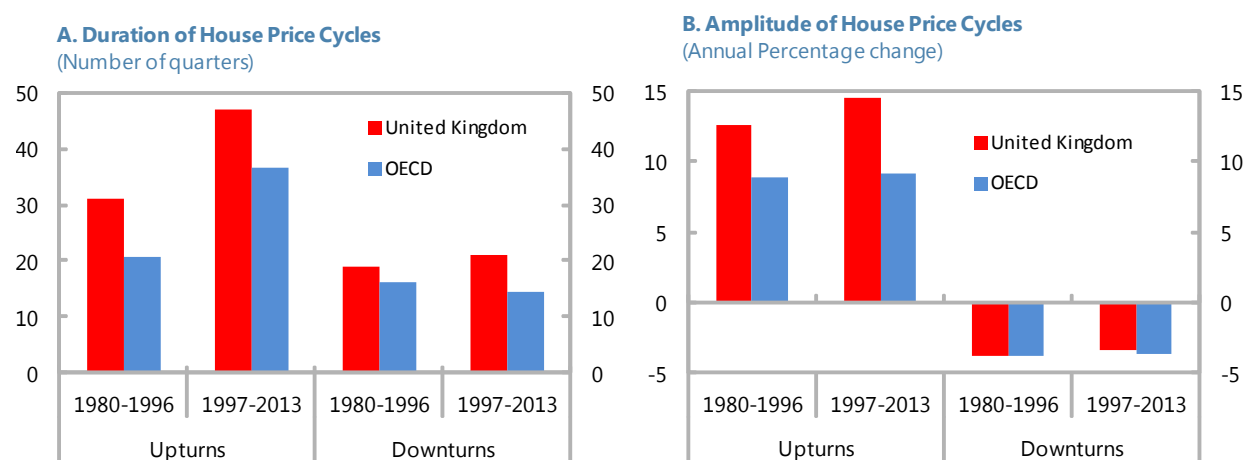 A. Duration of House Price Cycles
(Number of quarters)
50 50
40 40
30 30
20 20
10 10
0 0
United Kingdom
OECD
1980-1996 1997-2013 1980-1996 1997-2013
Upturns Downturns
B. Amplitude of House Price Cycles
(Annual Percentage change)
15 15
10 10
5 5
0 0
-5 -5
United Kingdom
OECD
1980-1996 1997-2013 1980-1996 1997-2013
Upturns Downturns